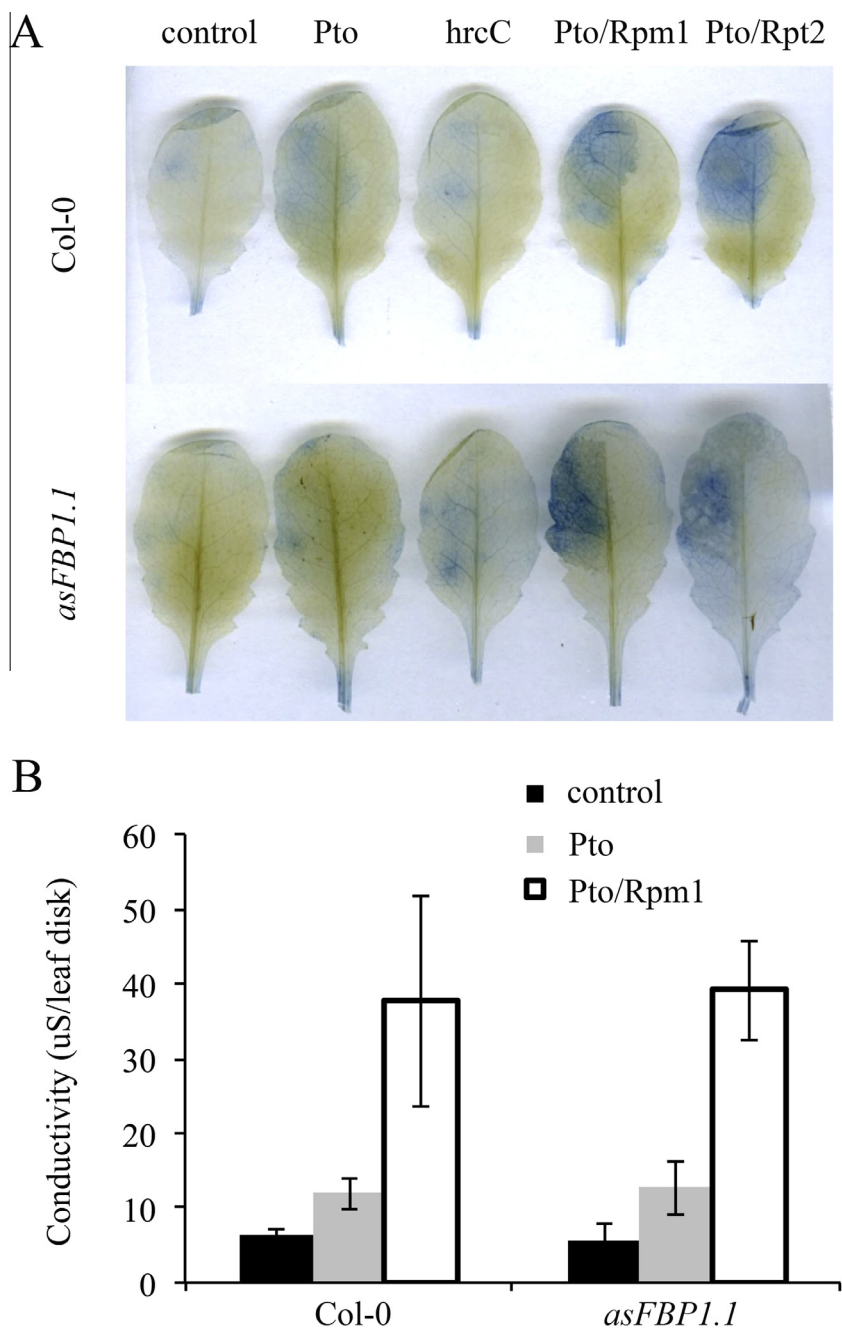 A
control Pto hrcC Pto/Rpm1 Pto/Rpt2
Col-0
asFBP1.1
B
control
Pto
Pto/Rpm1
Conductivity (uS/leaf disk)
60
50
40
30
20
10
0
Col-0 asFBP1.1